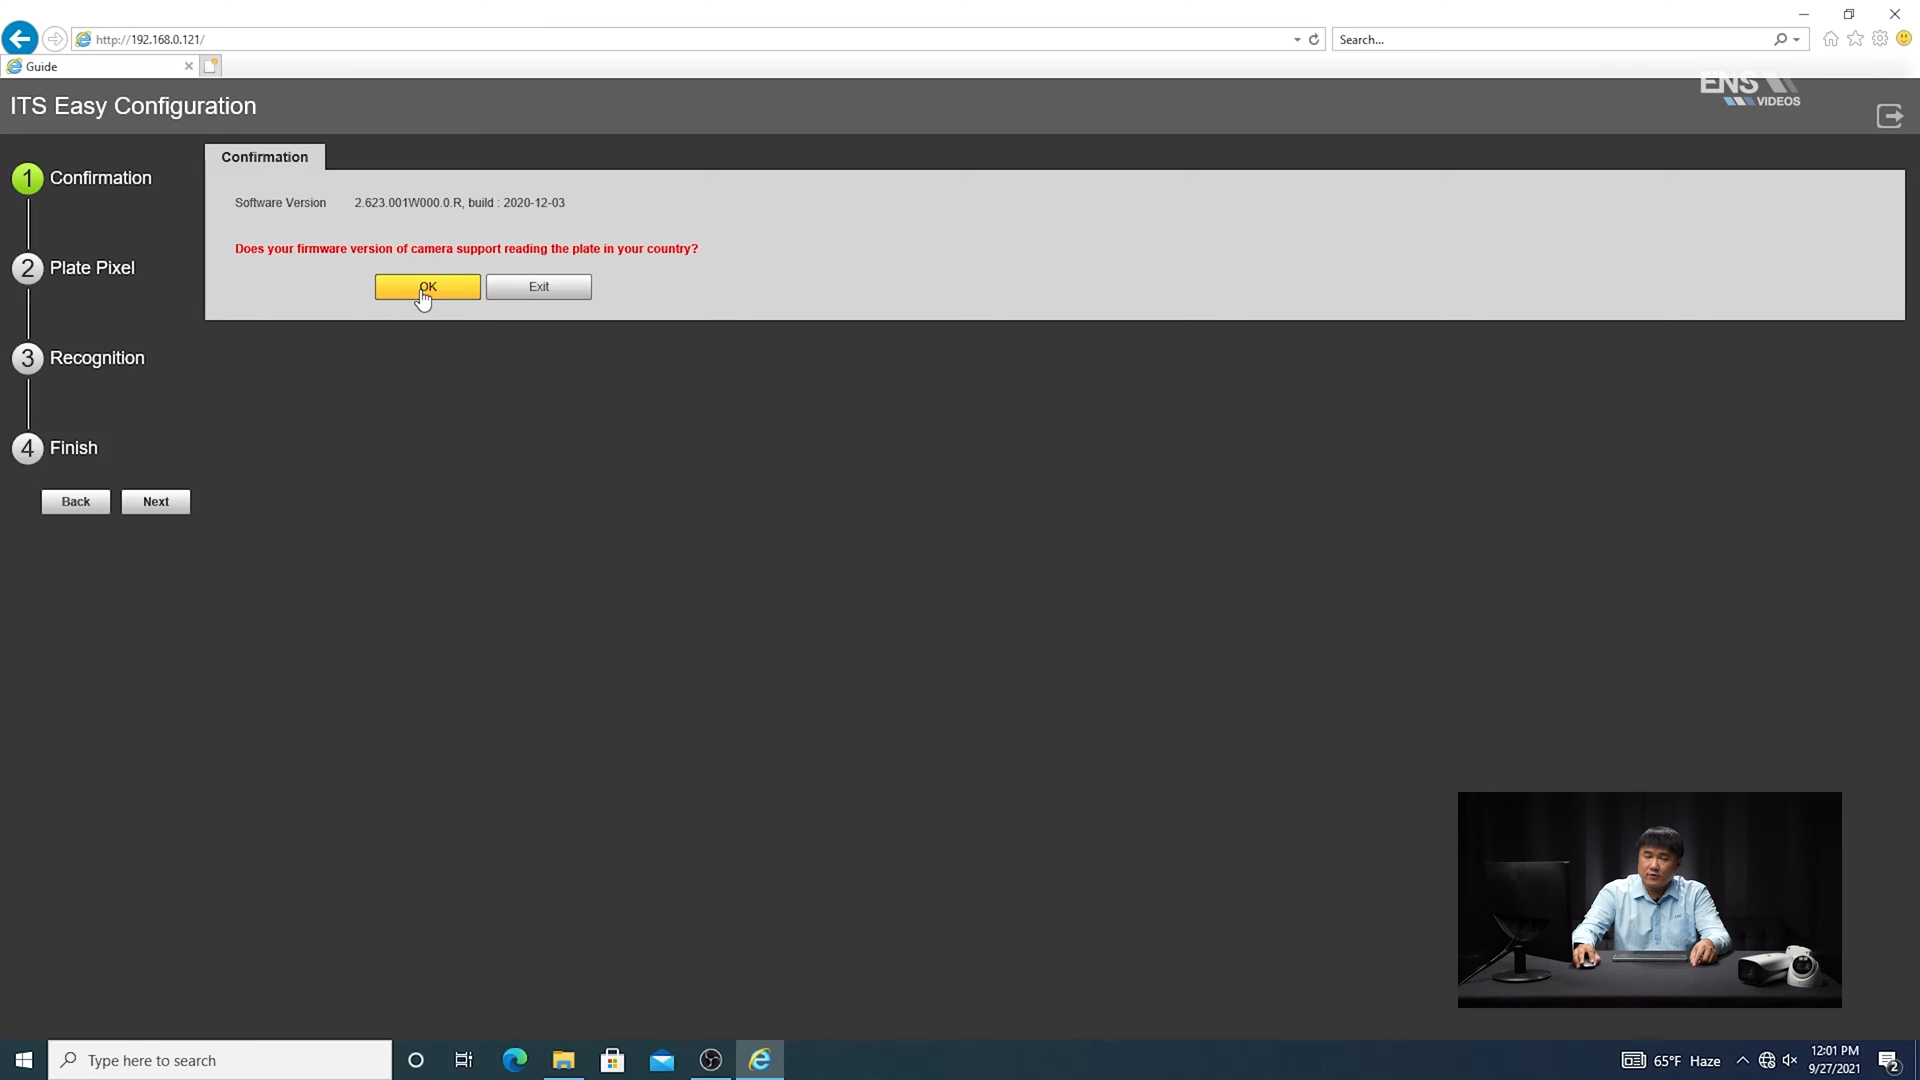 http://192.168.0.121/
Search...
Guide
ENS
VIDEOS
ITS Easy Configuration
Confirmation
1 Confirmation
Software Version 2.623.001W000.0.R, build : 2020-12-03
Does your firmware version of camera support reading the plate in your country?
2 Plate Pixel
OK Exit
3 Recognition
4 Finish
Back Next
Type here to search
65°F Haze
12:01 PM
9/27/2021
2